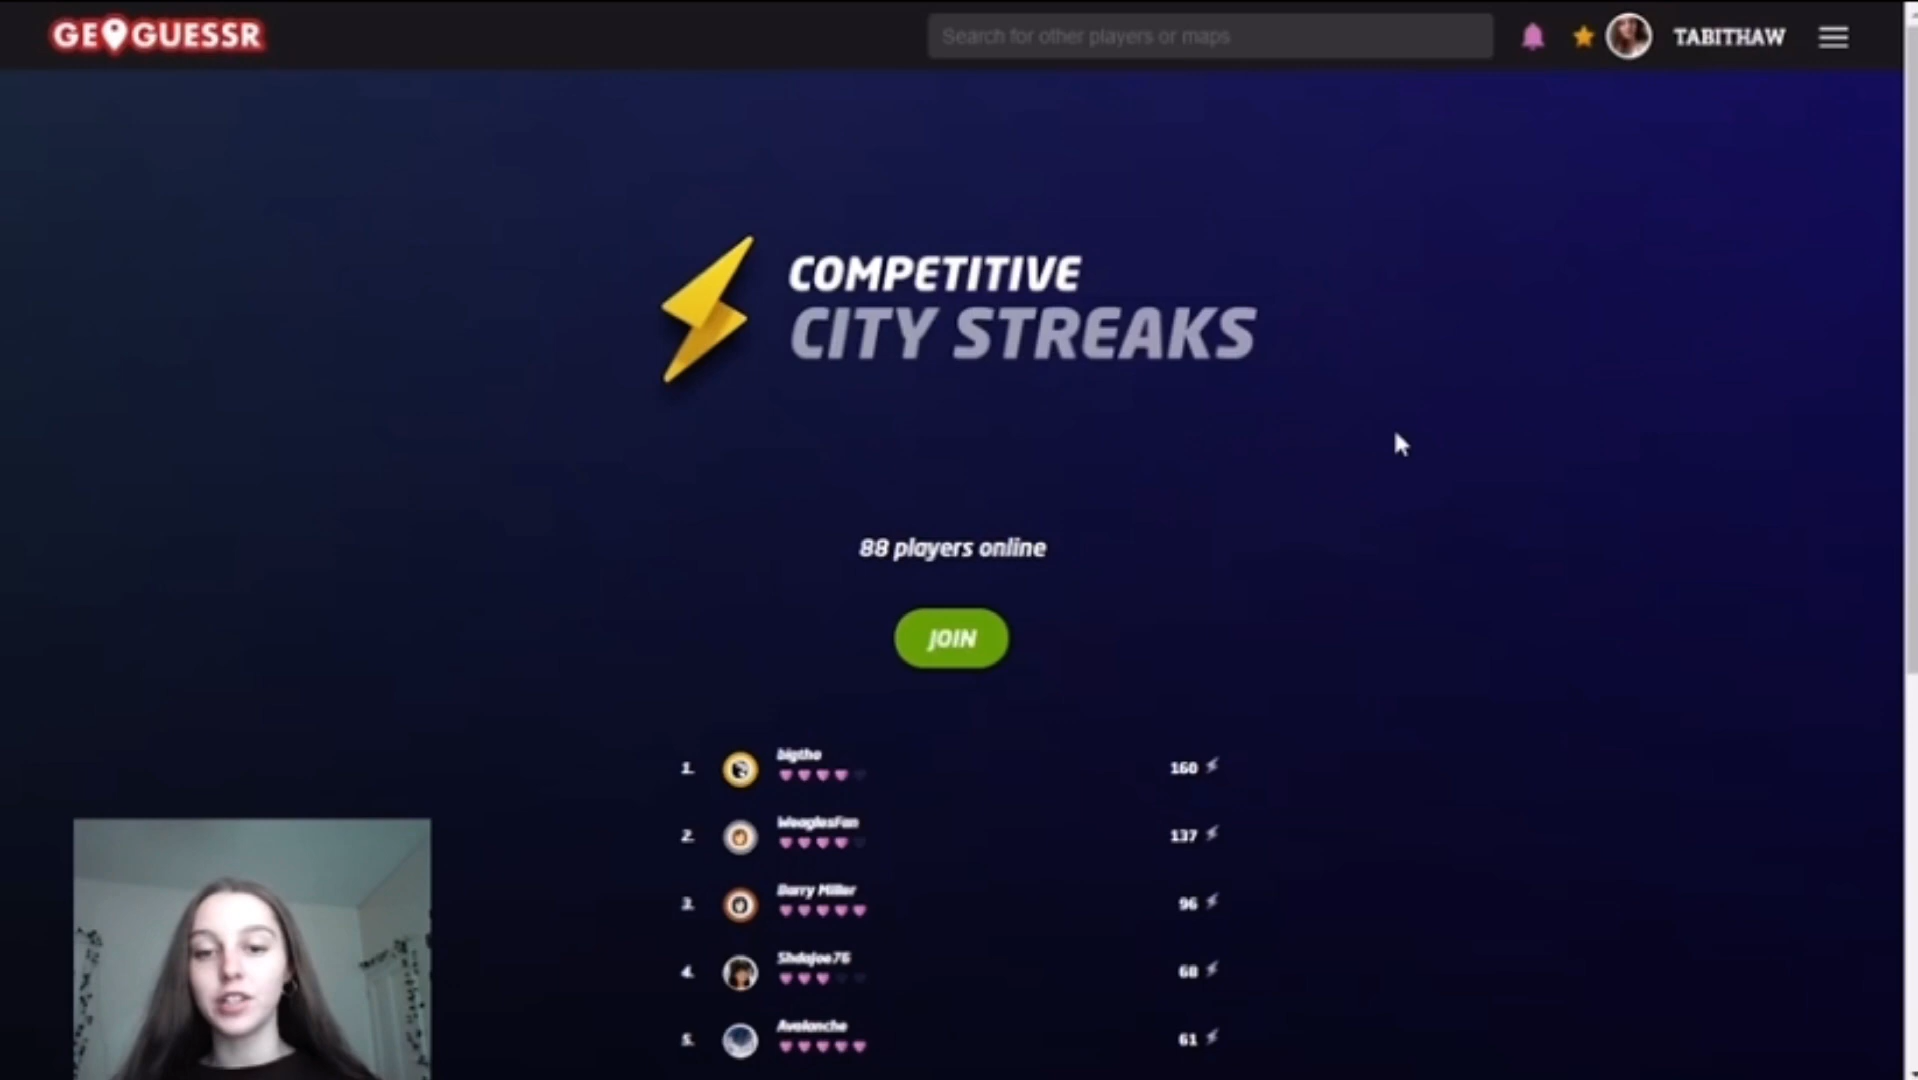 GEOGUESSR
Search for other players or maps
TABITHAW
COMPETITIVE
CITY STREAKS
88 players online
JOIN
1. bigtho 160
2. WeaglesFan 137
3. Barry Miller 96
4. Shdajoe76 68
5. Avalanche 61